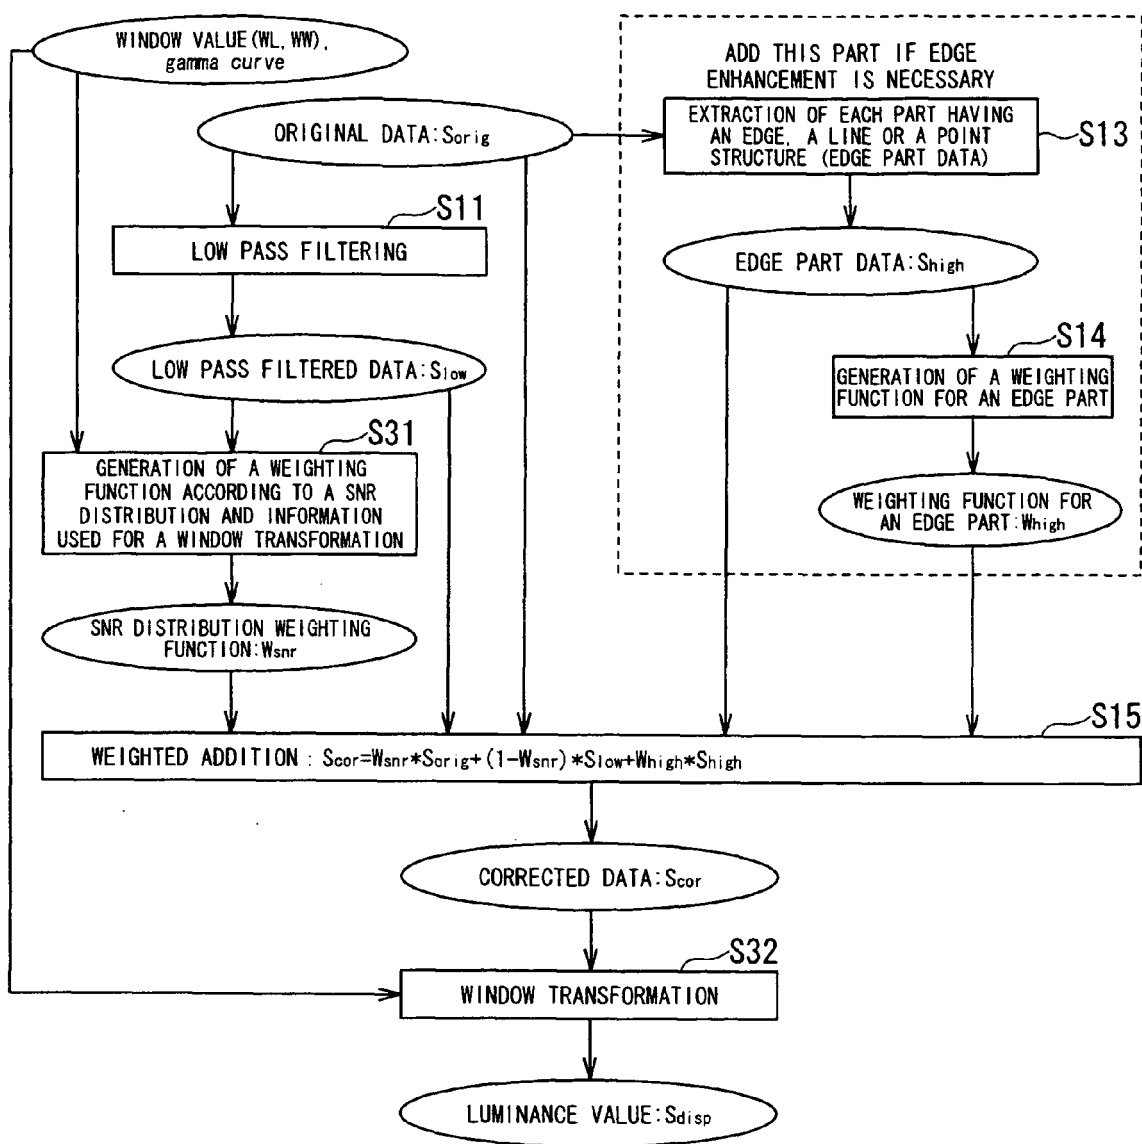 WINDOW VALUE(WL, WW),
gamma curve
ORIGINAL DATA:Sorig
S11
LOW PASS FILTERING
LOW PASS FILTERED DATA:Slow
S31
GENERATION OF A WEIGHTING
FUNCTION ACCORDING TO A SNR
DISTRIBUTION AND INFORMATION
USED FOR A WINDOW TRANSFORMATION
SNR DISTRIBUTION WEIGHTING
FUNCTION:Wsnr
ADD THIS PART IF EDGE
ENHANCEMENT IS NECESSARY
EXTRACTION OF EACH PART HAVING
AN EDGE, A LINE OR A POINT
STRUCTURE (EDGE PART DATA)
S13
EDGE PART DATA:Shigh
S14
GENERATION OF A WEIGHTING
FUNCTION FOR AN EDGE PART
WEIGHTING FUNCTION FOR
AN EDGE PART:Whigh
S15
WEIGHTED ADDITION : Scor=Wsnr*Sorig+(1-Wsnr)*Slow+Whigh*Shigh
CORRECTED DATA:Scor
S32
WINDOW TRANSFORMATION
LUMINANCE VALUE:Sdisp